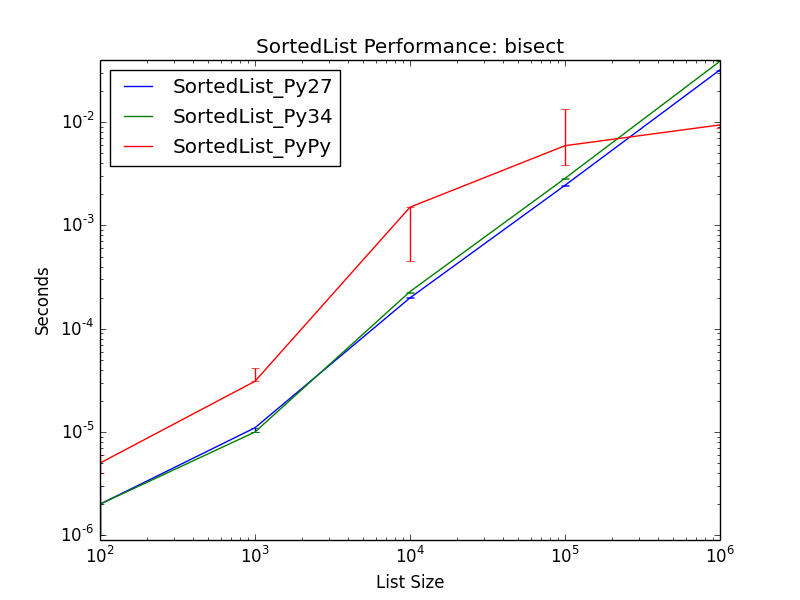 SortedList Performance: bisect
SortedList_Py27
SortedList_Py34
SortedList_PyPy
10^-2
10^-3
10^-4
10^-5
10^-6
Seconds
10^2 10^3 10^4 10^5 10^6
List Size